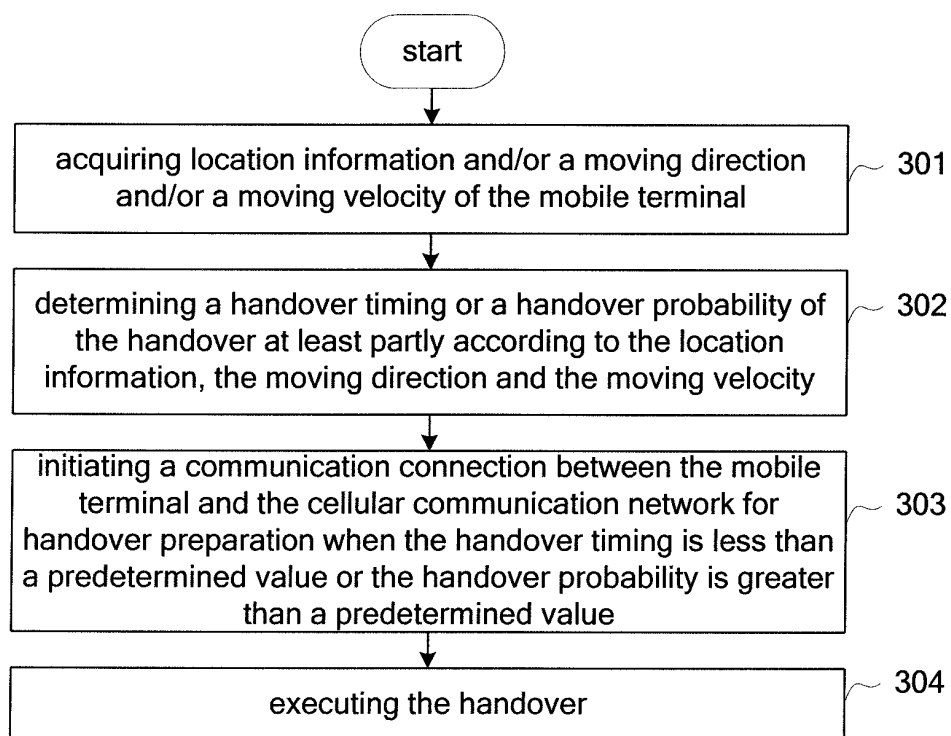 start
acquiring location information and/or a moving direction
and/or a moving velocity of the mobile terminal
301
determining a handover timing or a handover probability of
the handover at least partly according to the location
information, the moving direction and the moving velocity
302
initiating a communication connection between the mobile
terminal and the cellular communication network for
handover preparation when the handover timing is less than
a predetermined value or the handover probability is greater
than a predetermined value
303
executing the handover
304